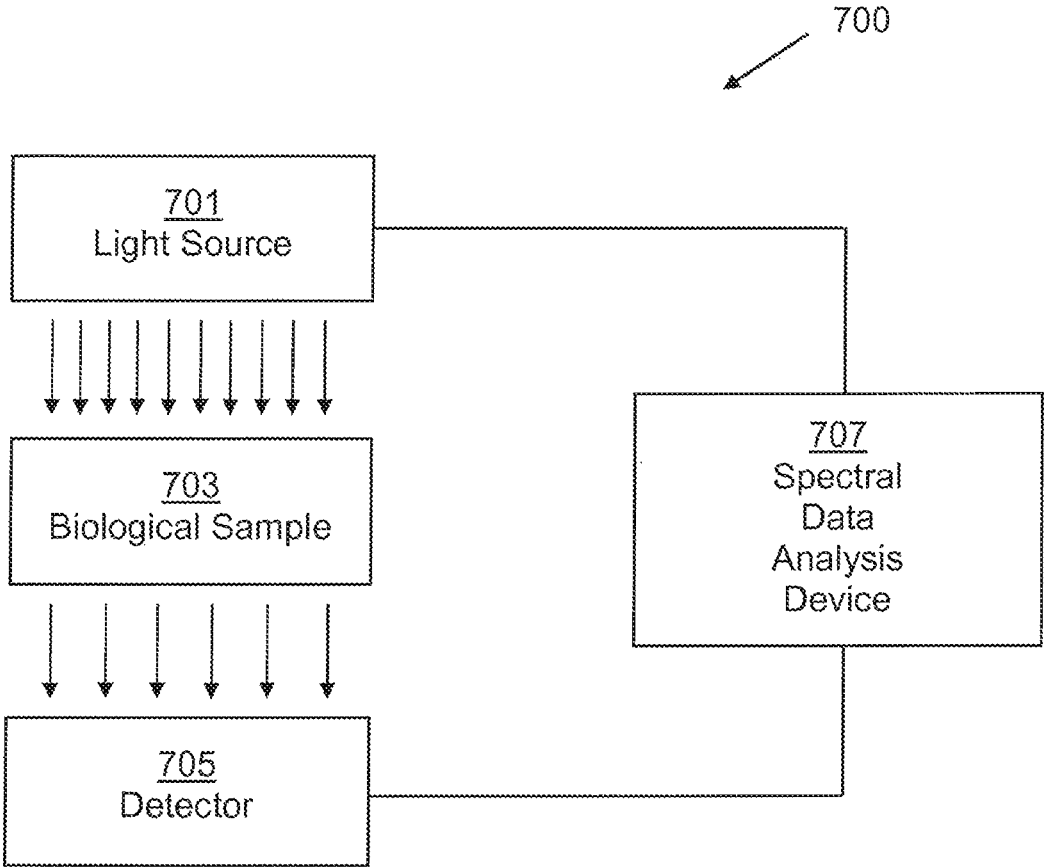 700
701
Light Source
703
Biological Sample
705
Detector
707
Spectral
Data
Analysis
Device